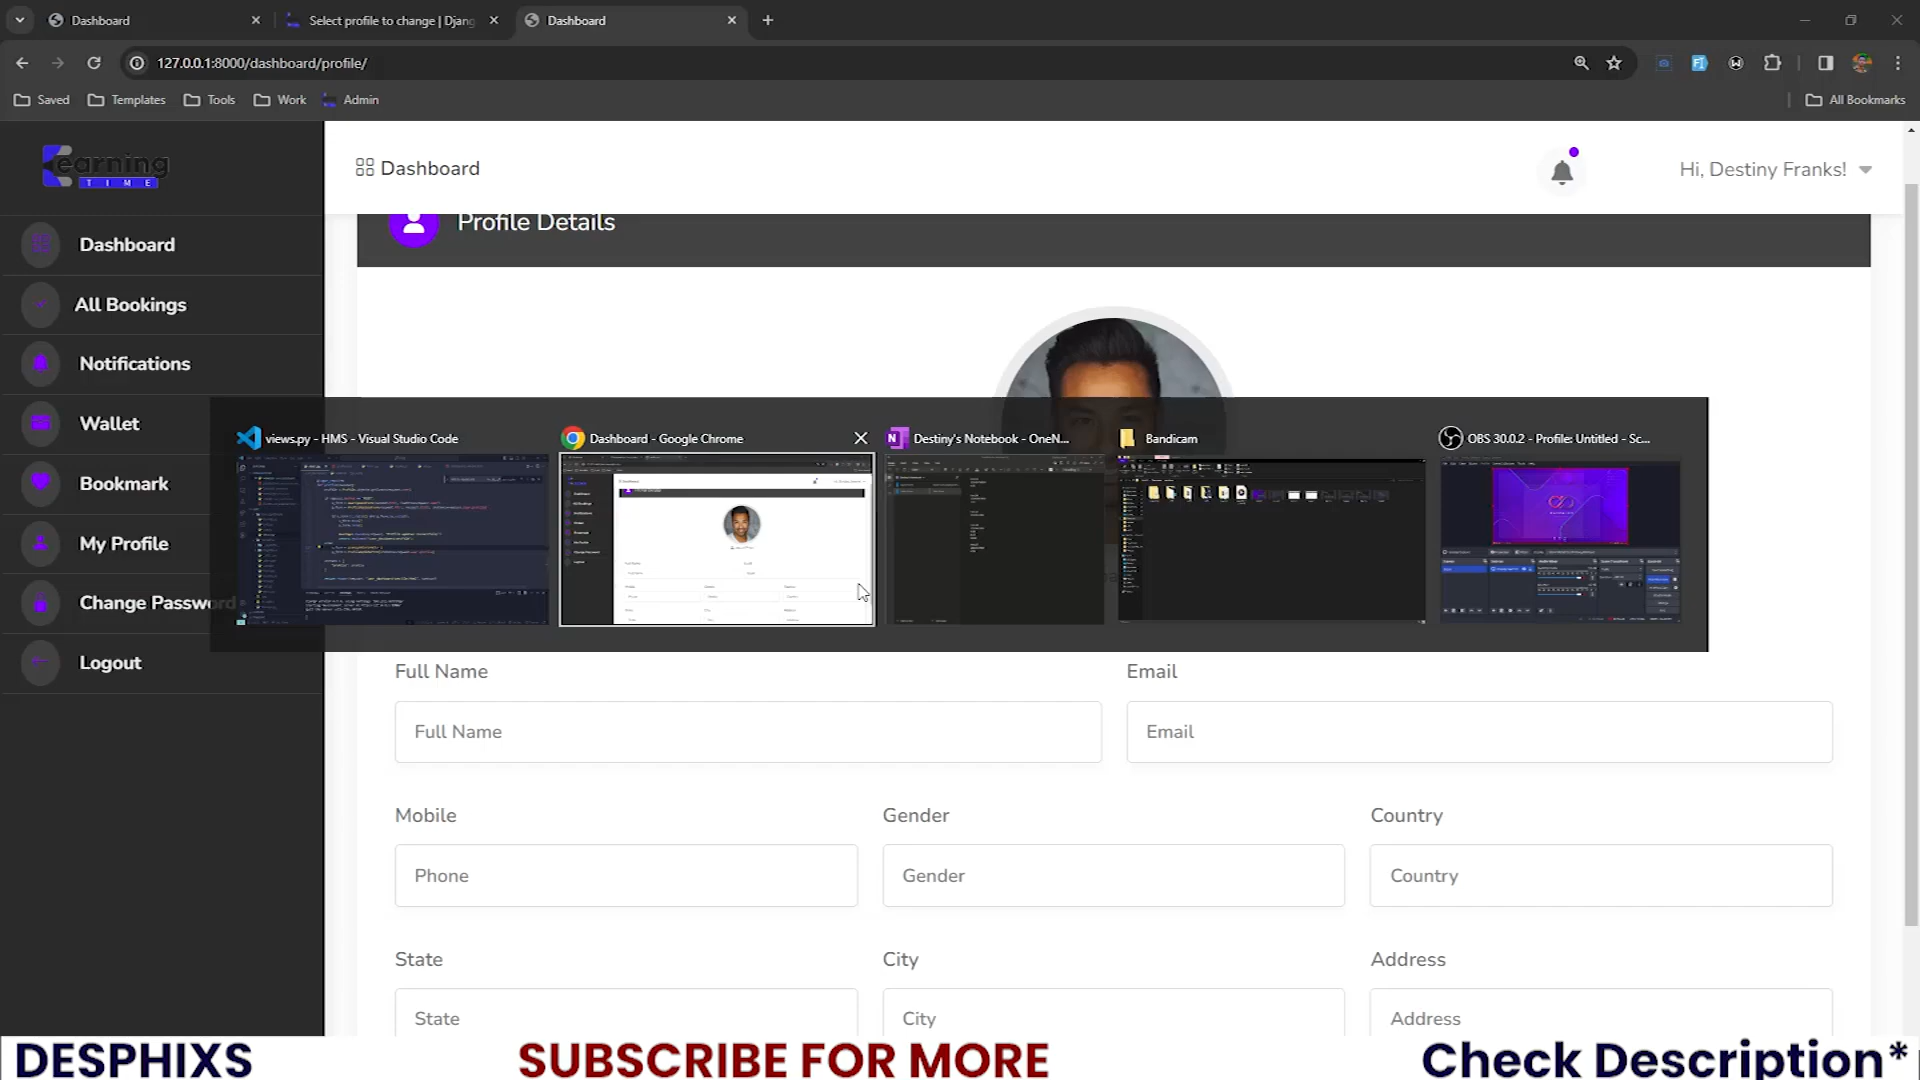 Dashboard
Select profile to change | Djang
Dashboard
127.0.0.1:8000/dashboard/profile/
Saved
Templates
Tools
Work
Admin
All Bookmarks
earning
TIME
Dashboard
Hi, Destiny Franks!
Profile Details
Dashboard
All Bookings
Notifications
Wallet
Bookmark
My Profile
Change Password
Logout
views.py - HMS - Visual Studio Code
Dashboard - Google Chrome
Destiny's Notebook - OneN...
Bandicam
OBS 30.0.2 - Profile: Untitled - Sc...
Full Name
Email
Full Name
Email
Mobile
Gender
Country
Phone
Gender
Country
State
City
Address
State
City
Address
DESPHIXS
SUBSCRIBE FOR MORE
Check Description*